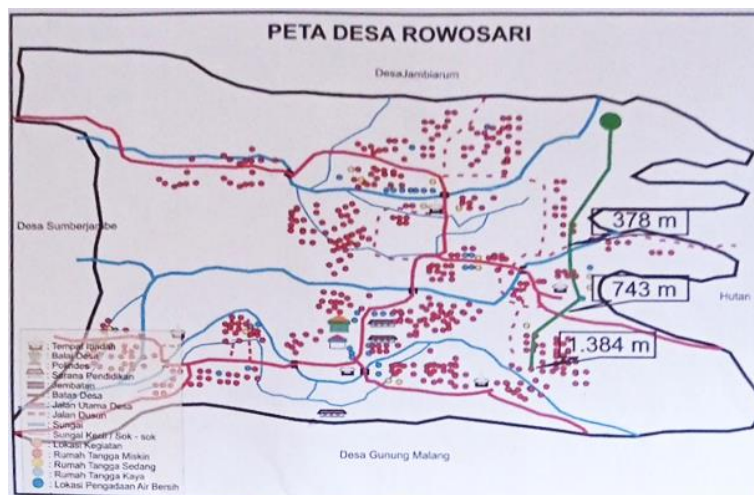 PETA DESA ROWOSARI
Desa Jambiarum
Desa Sumberjambe
378 m
743 m
Hutan
1.384 m
: Tempat Ibadah
: Balai Desa
: Polindes
: Sarana Pendidikan
: Jembatan
: Batas Desa
: Jalan Utama Desa
: Jalan Dusun
: Sungai
: Sungai Kecil / Sok - sok
: Lokasi Kegiatan
: Rumah Tangga Miskin
: Rumah Tangga Sedang
: Rumah Tangga Kaya
: Lokasi Pengadaan Air Bersih
Desa Gunung Malang